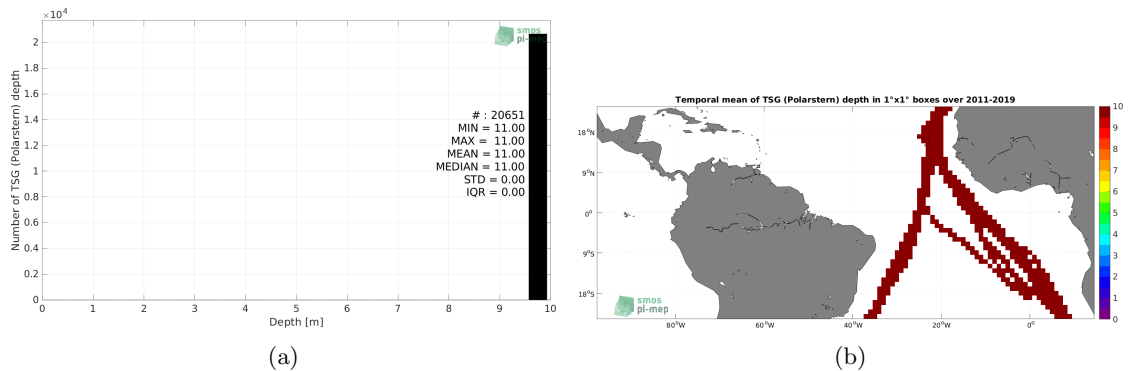 ×10⁴
2
1.8
1.6
1.4
1.2
1
0.8
0.6
0.4
0.2
0
Number of TSG (Polarstern) depth
smos
pi-mep
# : 20651
MIN = 11.00
MAX = 11.00
MEAN = 11.00
MEDIAN = 11.00
STD = 0.00
IQR = 0.00
0 1 2 3 4 5 6 7 8 9 10
Depth [m]
(a)
Temporal mean of TSG (Polarstern) depth in 1°x1° boxes over 2011-2019
18°N
9°N
0°
9°S
18°S
smos
pi-mep
80°W 60°W 40°W 20°W 0°
10
9
8
7
6
5
4
3
2
1
0
(b)